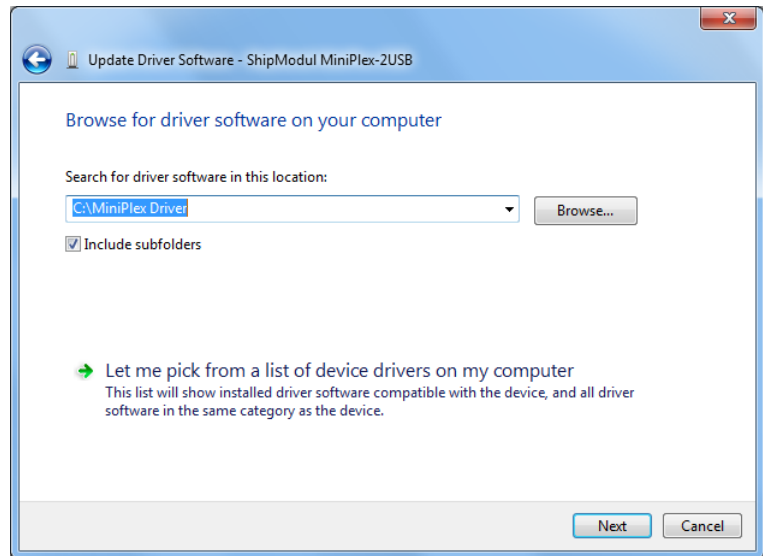 Update Driver Software - ShipModul MiniPlex-2USB
Browse for driver software on your computer
Search for driver software in this location:
C:\MiniPlex Driver
Browse...
Include subfolders
Let me pick from a list of device drivers on my computer
This list will show installed driver software compatible with the device, and all driver
software in the same category as the device.
Next
Cancel